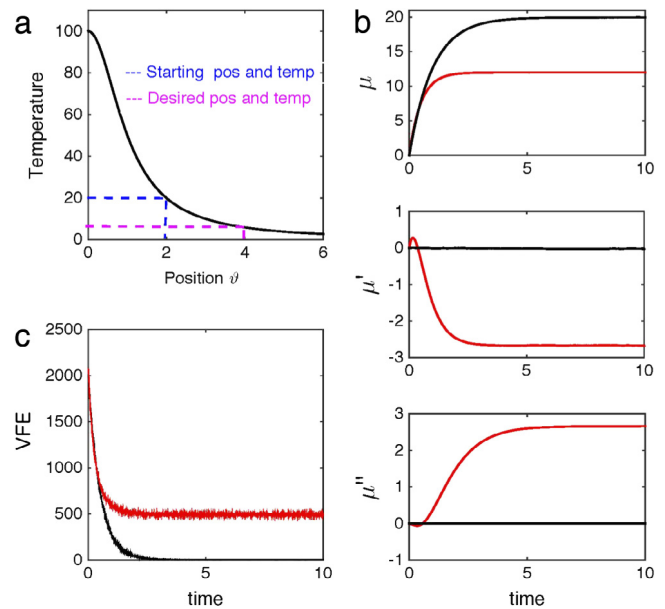 a
100
80
60
40
20
0
Temperature
Starting pos and temp
Desired pos and temp
0 2 4 6
Position ϑ
b
20
15
10
5
0
μ
0 5 10
1
0
-1
-2
-3
μ'
0 5 10
3
2
1
0
-1
μ''
0 5 10
time
c
2500
2000
1500
1000
500
0
VFE
0 5 10
time